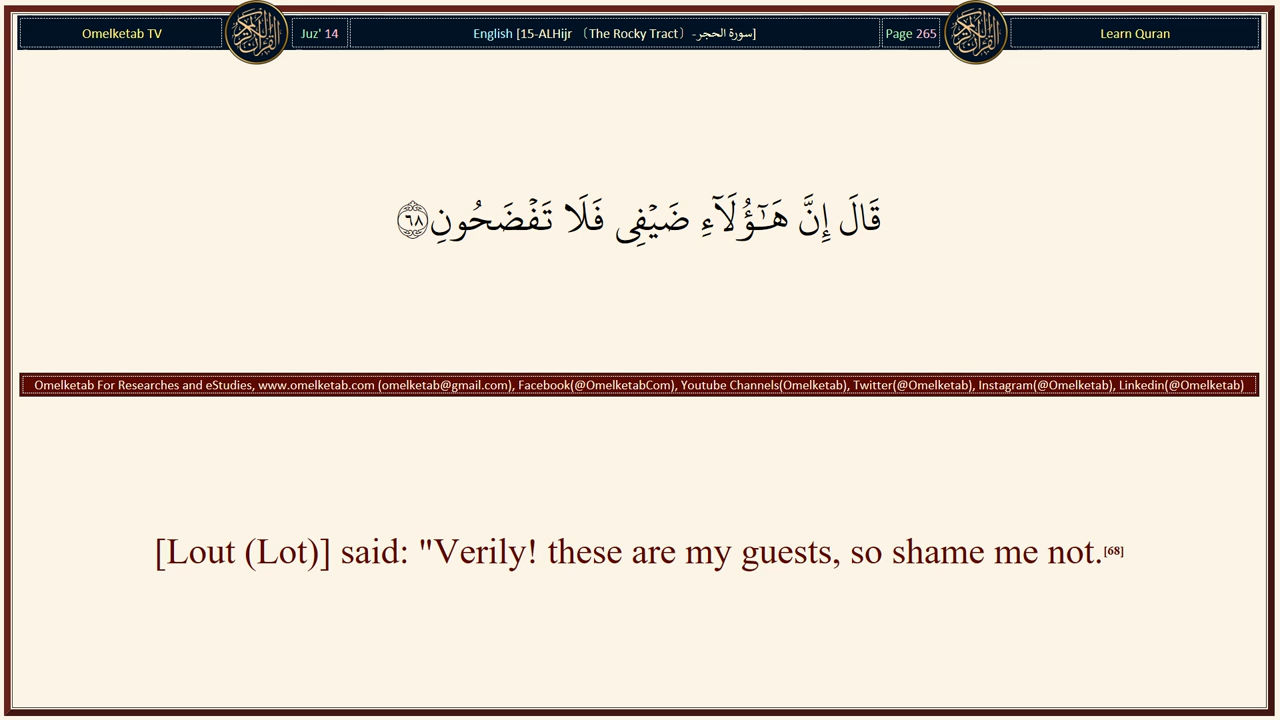 Omelketab TV
Juz' 14
English [15-ALHijr （The Rocky Tract）-سورة الحجر]
Page 265
Learn Quran
قَالَ إِنَّ هَـٰٓؤُلَآءِ ضَيۡفِى فَلَا تَفۡضَحُونِ ٦٨
Omelketab For Researches and eStudies, www.omelketab.com (omelketab@gmail.com), Facebook(@OmelketabCom), Youtube Channels(Omelketab), Twitter(@Omelketab), Instagram(@Omelketab), Linkedin(@Omelketab)
[Lout (Lot)] said: "Verily! these are my guests, so shame me not.[68]